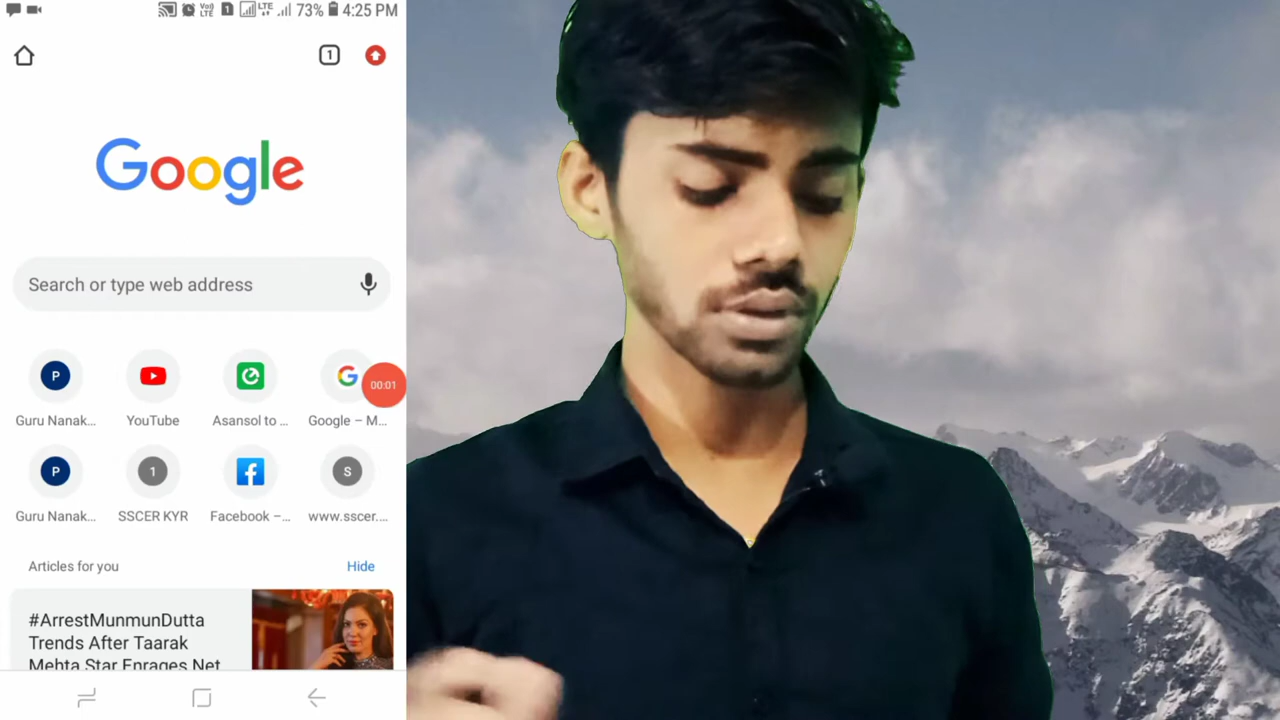 1 LTE 73% 4:25 PM
1
Google
Search or type web address
P
G
00:01
Guru Nanak...
YouTube
Asansol to ...
Google – M...
P
1
f
S
Guru Nanak...
SSCER KYR
Facebook –...
www.sscer....
Articles for you
Hide
#ArrestMunmunDutta
Trends After Taarak
Mehta Star Enrages Net